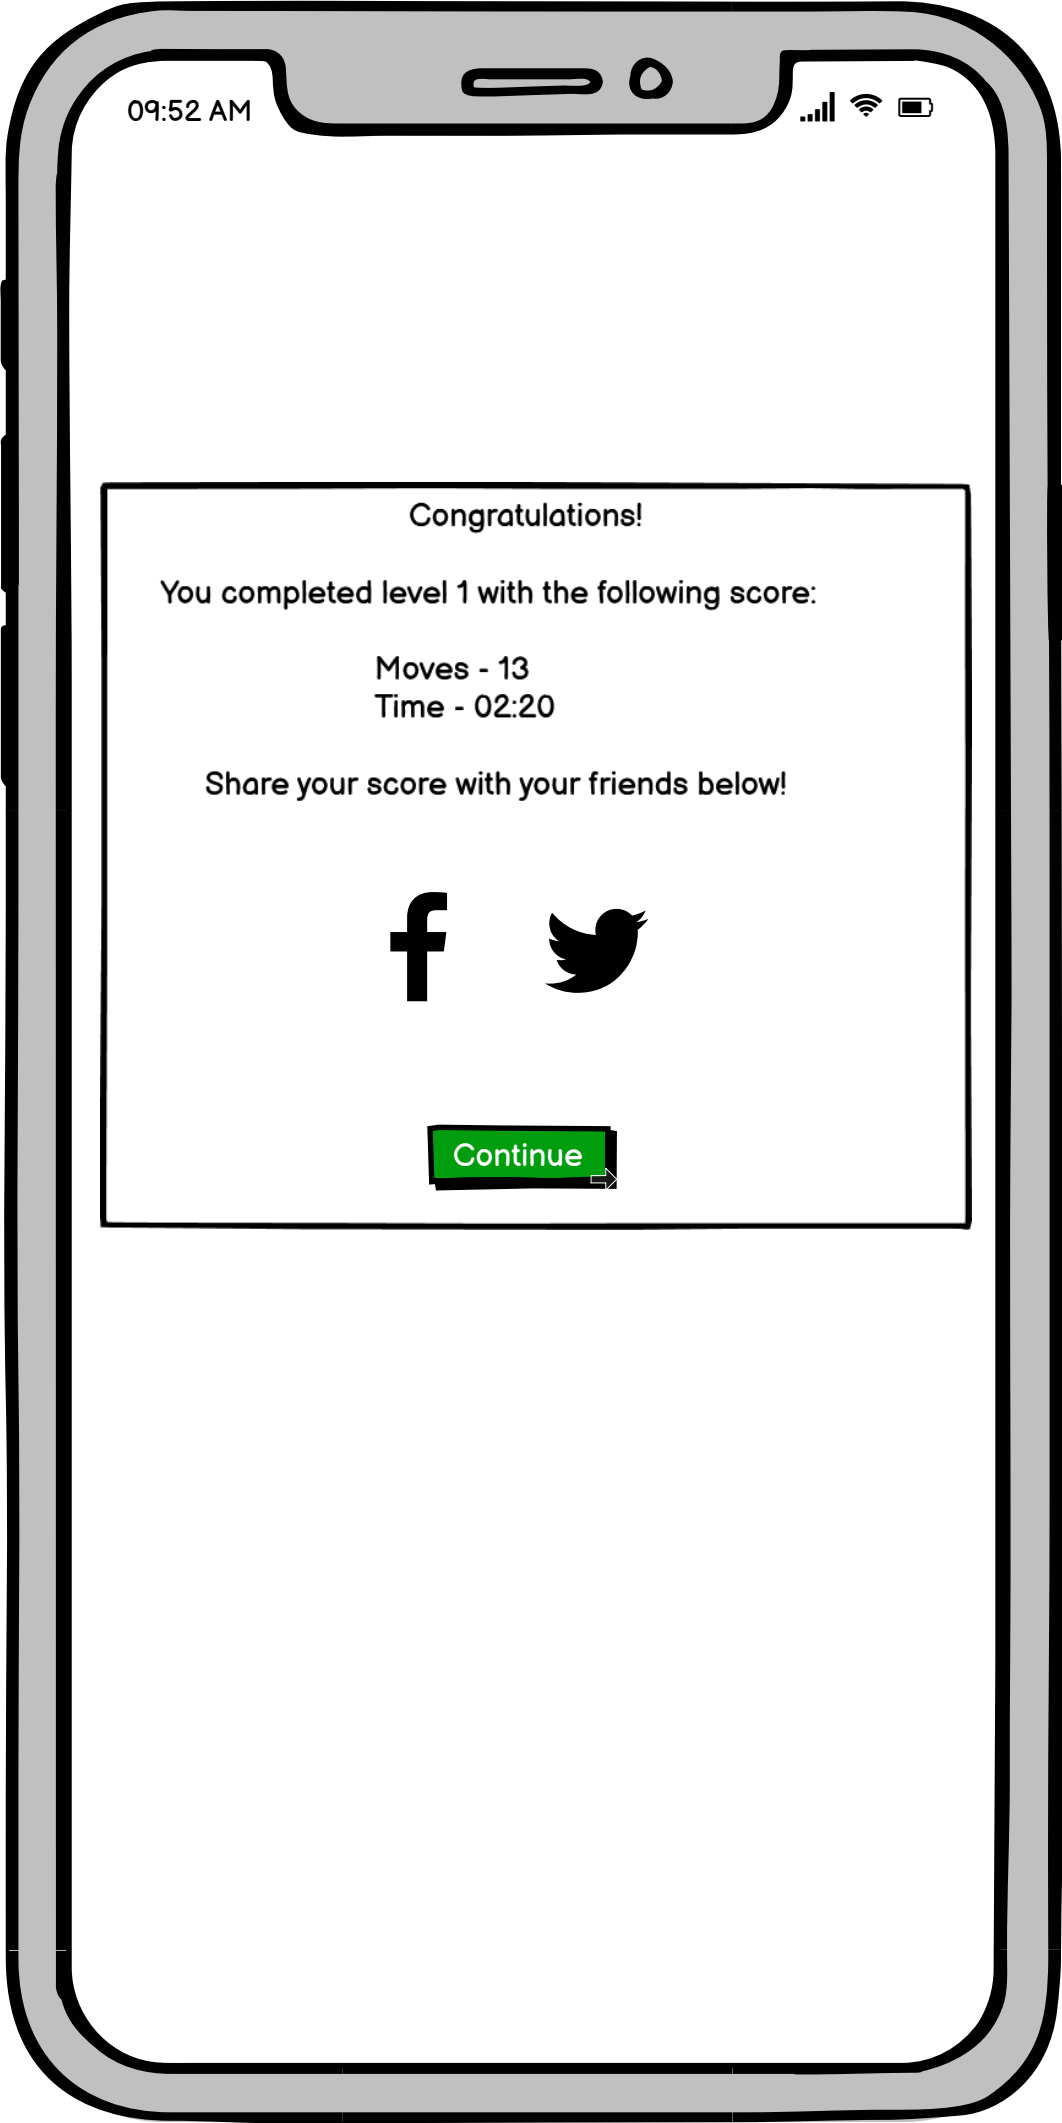 09:52 AM
Congratulations!
You completed level 1 with the following score:
Moves - 13
Time - 02:20
Share your score with your friends below!
Continue